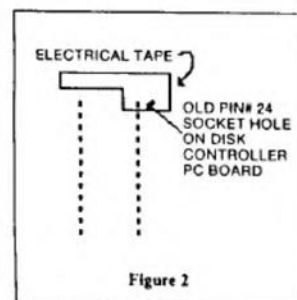 ELECTRICAL TAPE
OLD PIN# 24
SOCKET HOLE
ON DISK
CONTROLLER
PC BOARD
Figure 2